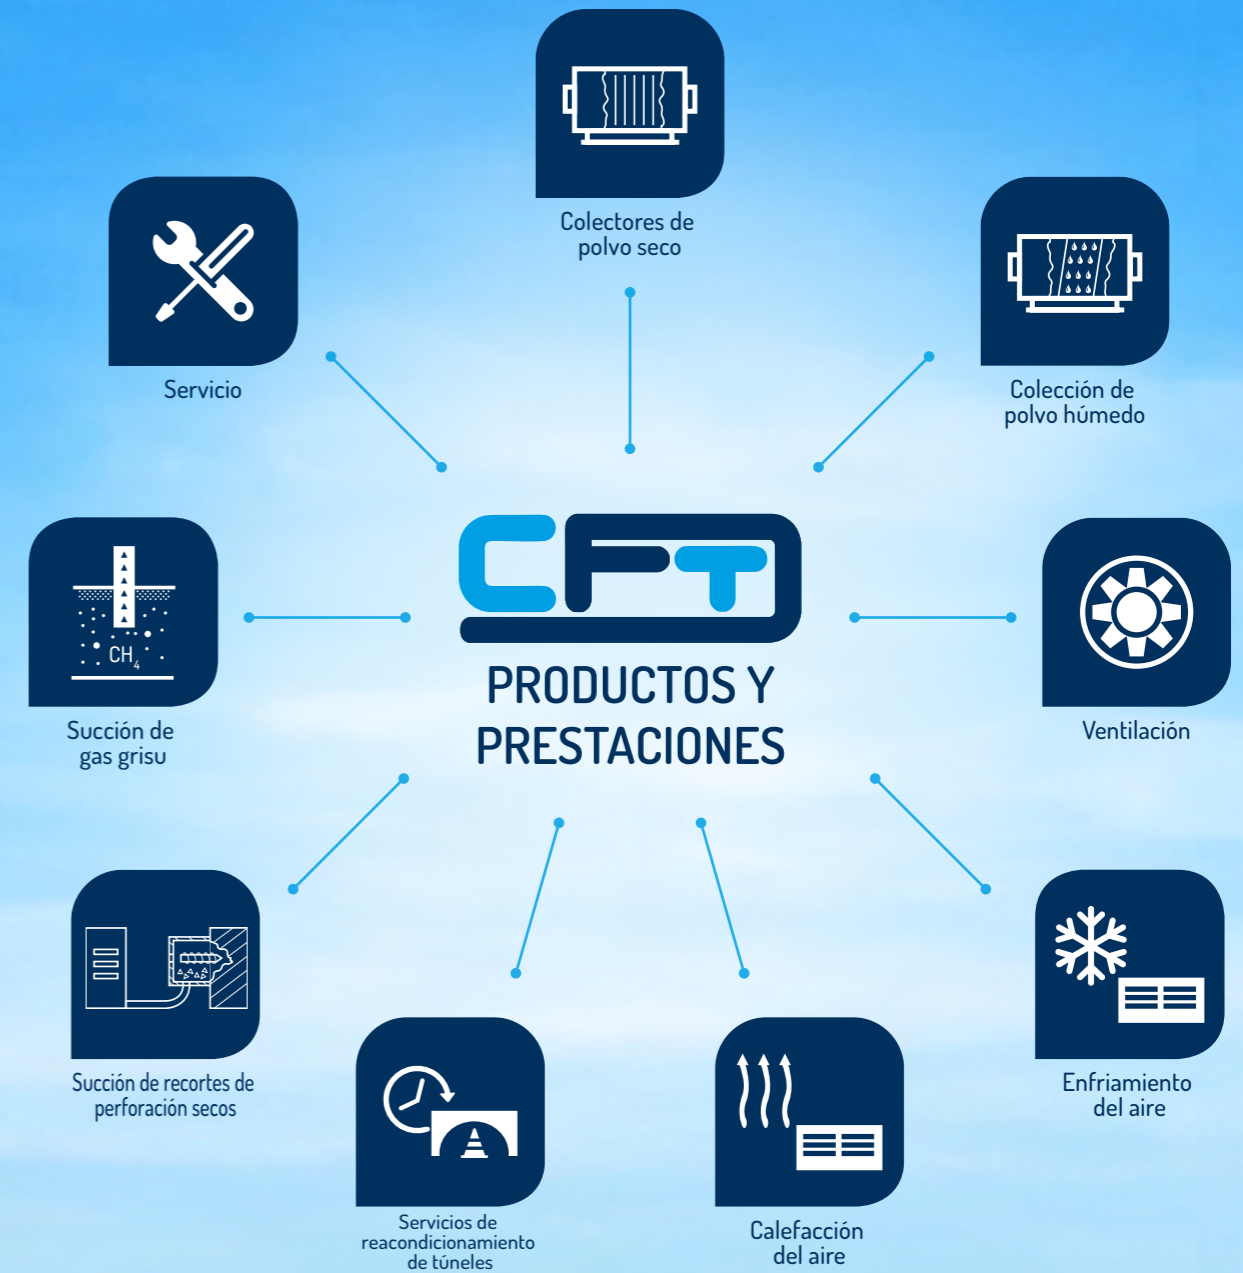 Colectores de
polvo seco
Servicio
Colección de
polvo húmedo
CFT
PRODUCTOS Y
PRESTACIONES
CH₄
Succión de
gas grisu
Ventilación
Succión de recortes de
perforación secos
Enfriamiento
del aire
Servicios de
reacondicionamiento
de túneles
Calefacción
del aire